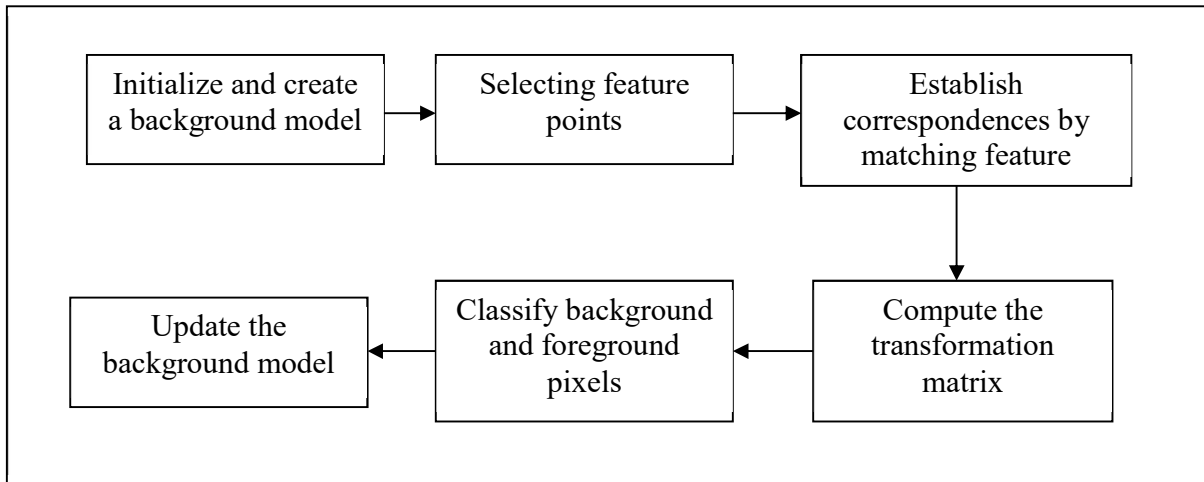 Initialize and create
a background model
Selecting feature
points
Establish
correspondences by
matching feature
Compute the
transformation
matrix
Classify background
and foreground
pixels
Update the
background model